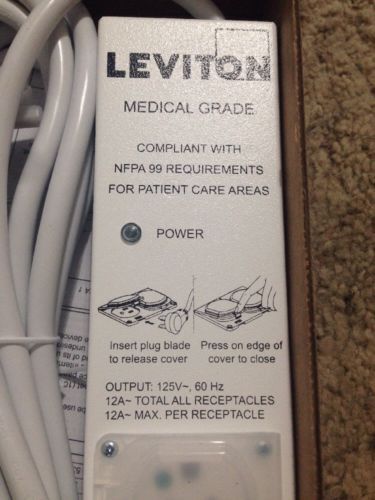 LEVITON
MEDICAL GRADE
COMPLIANT WITH
NFPA 99 REQUIREMENTS
FOR PATIENT CARE AREAS
POWER
Insert plug blade
to release cover
Press on edge of
cover to close
OUTPUT: 125V~, 60 Hz
12A~ TOTAL ALL RECEPTACLES
12A~ MAX. PER RECEPTACLE